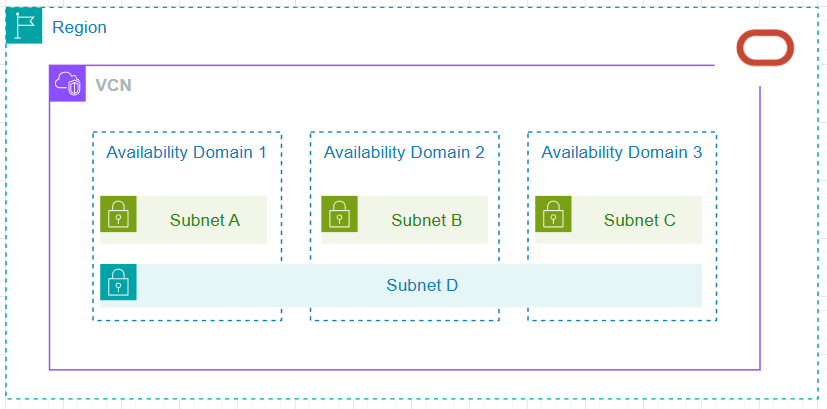 Region
VCN
Availability Domain 1
Availability Domain 2
Availability Domain 3
Subnet A
Subnet B
Subnet C
Subnet D